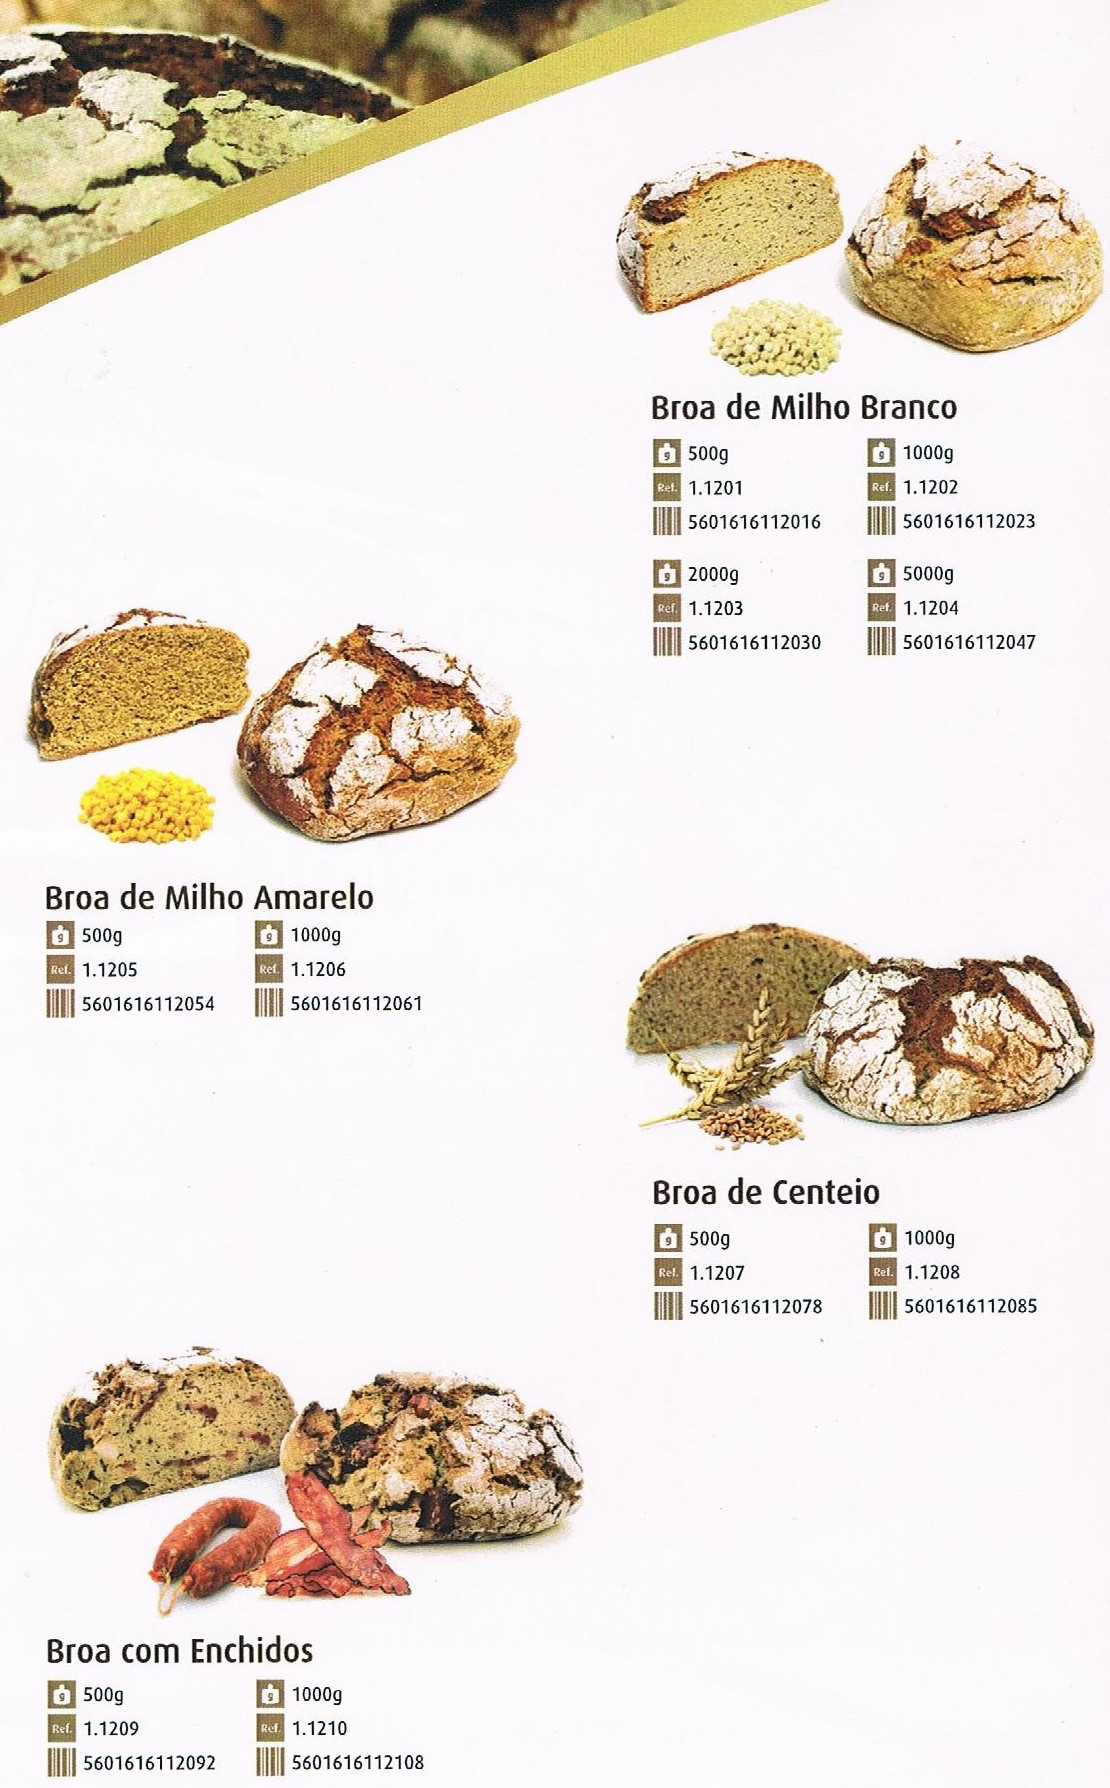 Broa de Milho Branco
g 500g g 1000g
Ref. 1.1201 Ref. 1.1202
5601616112016 5601616112023
g 2000g g 5000g
Ref. 1.1203 Ref. 1.1204
5601616112030 5601616112047
Broa de Milho Amarelo
g 500g g 1000g
Ref. 1.1205 Ref. 1.1206
5601616112054 5601616112061
Broa de Centeio
g 500g g 1000g
Ref. 1.1207 Ref. 1.1208
5601616112078 5601616112085
Broa com Enchidos
g 500g g 1000g
Ref. 1.1209 Ref. 1.1210
5601616112092 5601616112108